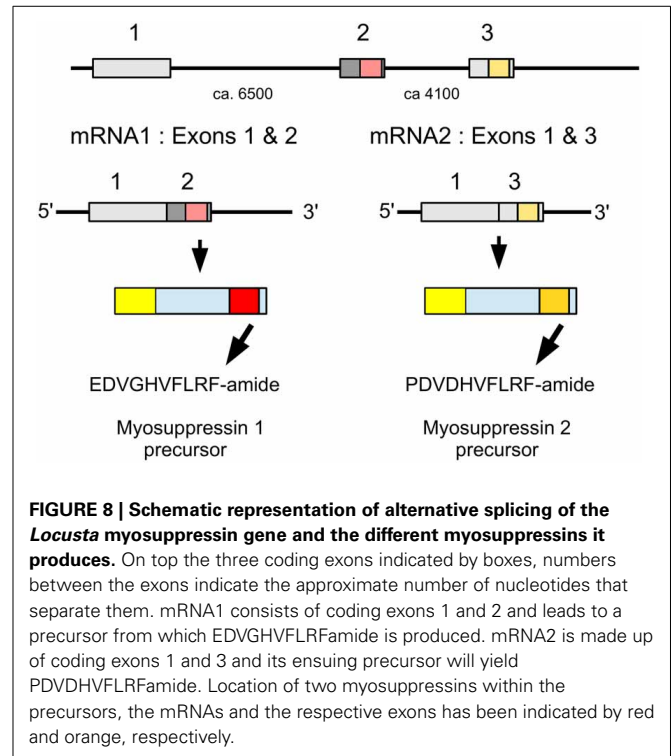 1
2
3
ca. 6500
ca 4100
mRNA1 : Exons 1 & 2
mRNA2 : Exons 1 & 3
1
2
1
3
5'
3'
5'
3'
EDVGHVFLRF-amide
PDVDHVFLRF-amide
Myosuppressin 1
precursor
Myosuppressin 2
precursor
FIGURE 8 | Schematic representation of alternative splicing of the
Locusta myosuppressin gene and the different myosuppressins it
produces. On top the three coding exons indicated by boxes, numbers
between the exons indicate the approximate number of nucleotides that
separate them. mRNA1 consists of coding exons 1 and 2 and leads to a
precursor from which EDVGHVFLRFamide is produced. mRNA2 is made up
of coding exons 1 and 3 and its ensuing precursor will yield
PDVDHVFLRFamide. Location of two myosuppressins within the
precursors, the mRNAs and the respective exons has been indicated by red
and orange, respectively.